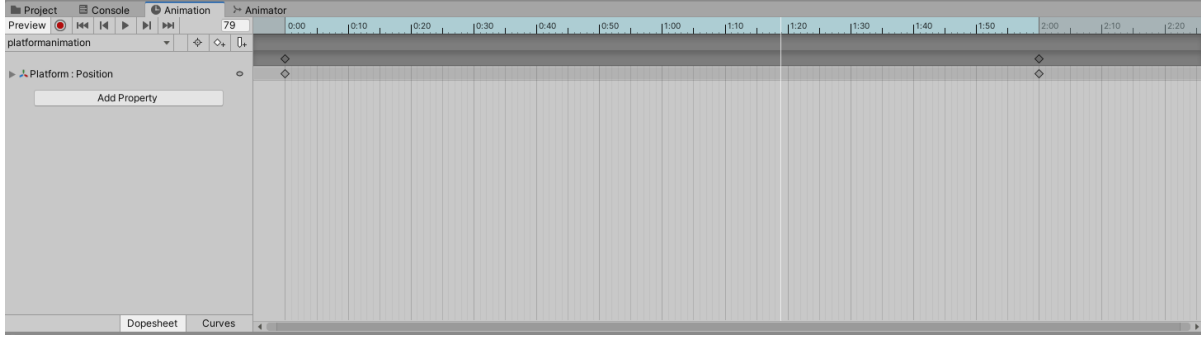 Project Console Animation Animator
Preview 79 0:00 0:10 0:20 0:30 0:40 0:50 1:00 1:10 1:20 1:30 1:40 1:50 2:00 2:10 2:20
platformanimation
Platform : Position
Add Property
Dopesheet Curves